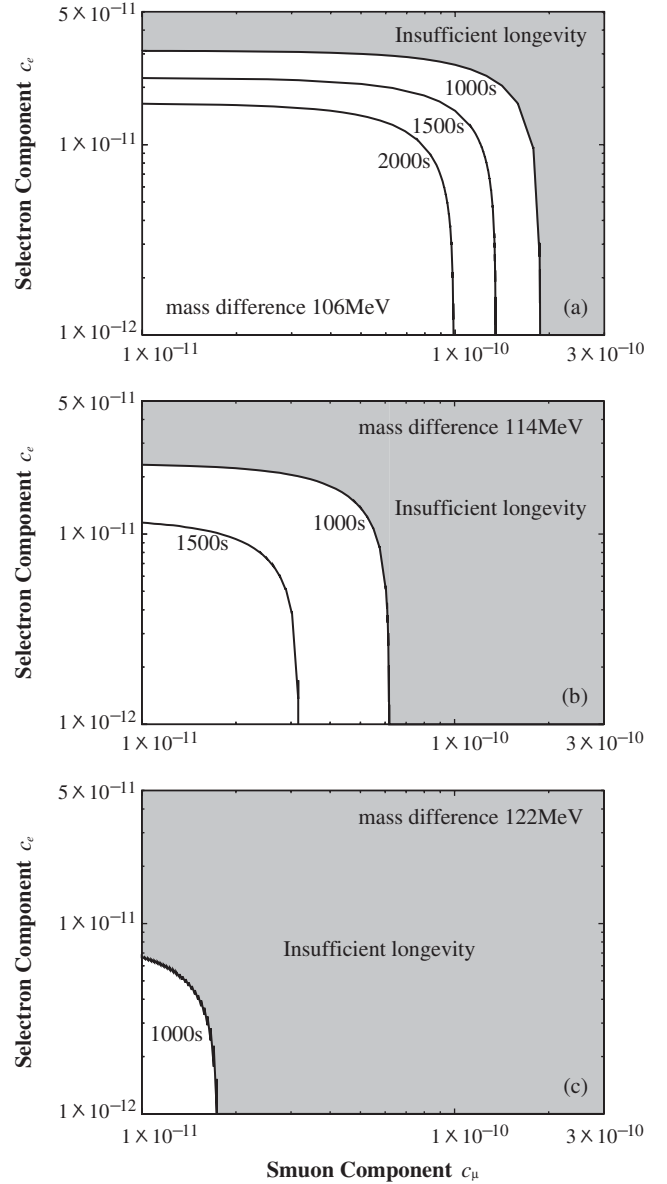 5 × 10⁻¹¹
Insufficient longevity
1000s
1500s
2000s
1 × 10⁻¹¹
Selectron Component cₑ
mass difference 106MeV
(a)
1 × 10⁻¹²
1 × 10⁻¹¹ 1 × 10⁻¹⁰ 3 × 10⁻¹⁰
5 × 10⁻¹¹
mass difference 114MeV
Insufficient longevity
1000s
1 × 10⁻¹¹
1500s
Selectron Component cₑ
(b)
1 × 10⁻¹²
1 × 10⁻¹¹ 1 × 10⁻¹⁰ 3 × 10⁻¹⁰
5 × 10⁻¹¹
mass difference 122MeV
1 × 10⁻¹¹
Insufficient longevity
Selectron Component cₑ
1000s
(c)
1 × 10⁻¹²
1 × 10⁻¹¹ 1 × 10⁻¹⁰ 3 × 10⁻¹⁰
Smuon Component c_μ